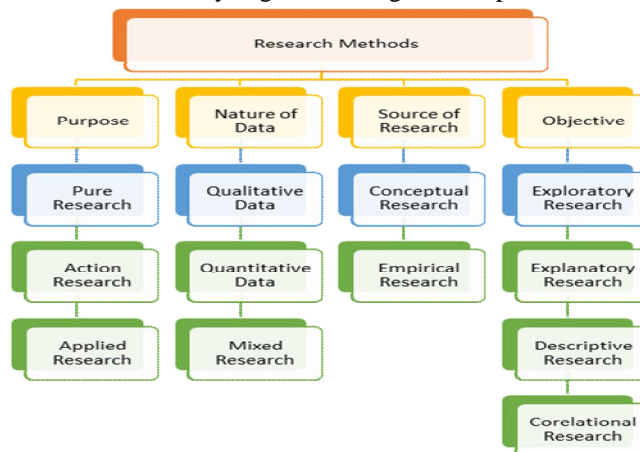 Research Methods
Purpose
Nature of
Data
Source of
Research
Objective
Pure
Research
Qualitative
Data
Conceptual
Research
Exploratory
Research
Action
Research
Quantitative
Data
Empirical
Research
Explanatory
Research
Applied
Research
Mixed
Research
Descriptive
Research
Corelational
Research